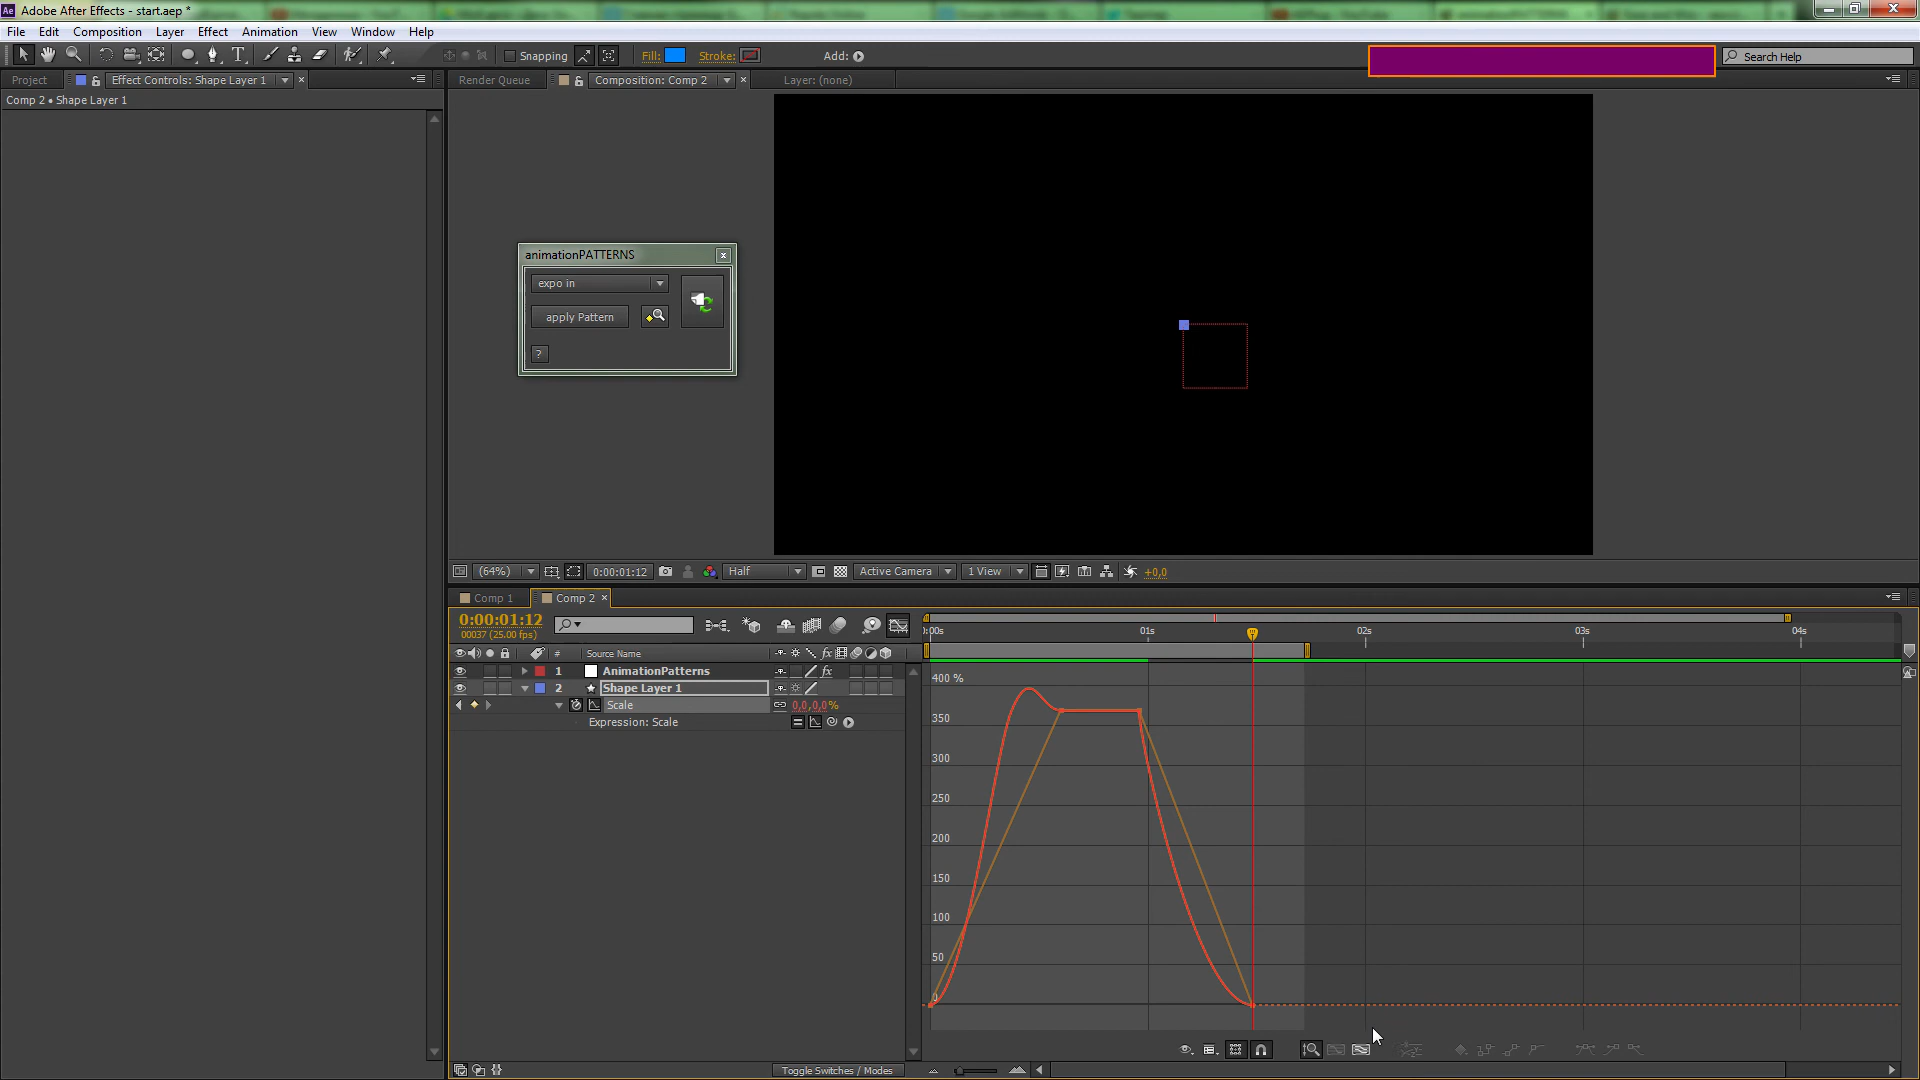 Adobe After Effects - start.aep *
File Edit Composition Layer Effect Animation View Window Help
Snapping Fill: Stroke: Add: Search Help
Project Effect Controls: Shape Layer 1 Render Queue Composition: Comp 2 Layer: (none)
Comp 2 • Shape Layer 1
animationPATTERNS
expo in
apply Pattern
?
(64%) 0:00:01:12 Half Active Camera 1 View +0,0
Comp 1 Comp 2
0:00:01:12
00037 (25.00 fps)
:00s 01s 02s 03s 04s
# Source Name
1 AnimationPatterns
2 Shape Layer 1
Scale 0,0,0,0%
Expression: Scale
400 %
350
300
250
200
150
100
50
0
Toggle Switches / Modes